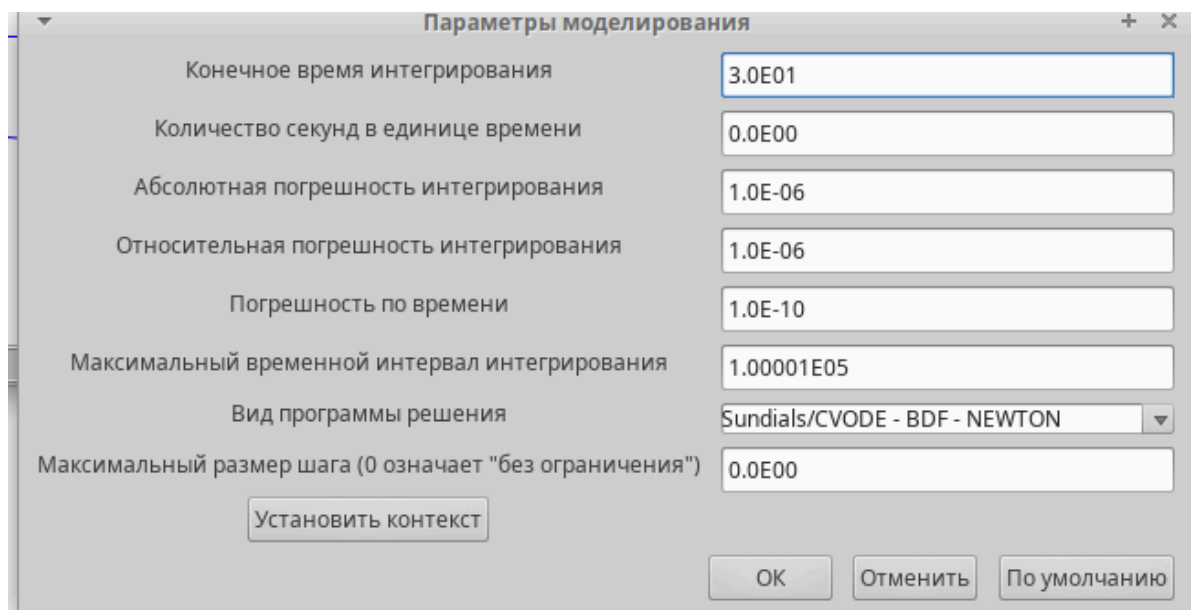 Параметры моделирования
Конечное время интегрирования 3.0E01
Количество секунд в единице времени 0.0E00
Абсолютная погрешность интегрирования 1.0E-06
Относительная погрешность интегрирования 1.0E-06
Погрешность по времени 1.0E-10
Максимальный временной интервал интегрирования 1.00001E05
Вид программы решения Sundials/CVODE - BDF - NEWTON
Максимальный размер шага (0 означает "без ограничения") 0.0E00
Установить контекст
ОК Отменить По умолчанию